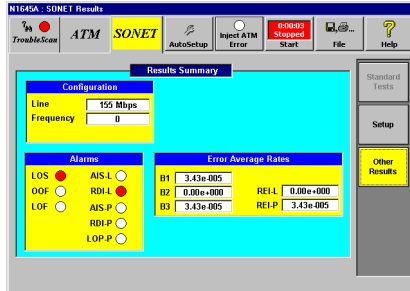 N1645A : SONET Results
TroubleScan
ATM
SONET
AutoSetup
Inject ATM Error
0:00:03 Stopped Start
File
Help
Results Summary
Standard Tests
Setup
Other Results
Configuration
Line 155 Mbps
Frequency 0
Alarms
LOS AIS-L
OOF RDI-L
LOF AIS-P
RDI-P
LOP-P
Error Average Rates
B1 3.43e-005
B2 0.00e+000 REI-L 0.00e+000
B3 3.43e-005 REI-P 3.43e-005